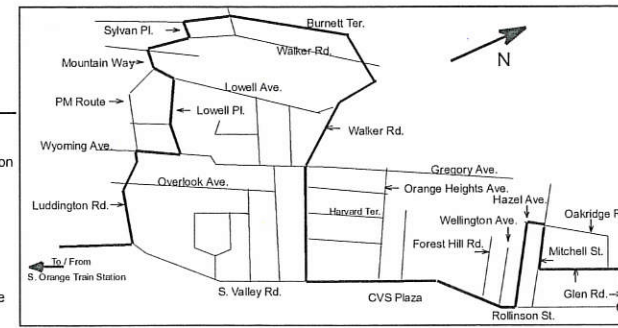 Sylvan Pl.
Burnett Ter.
Walker Rd.
Mountain Way
N
Lowell Ave.
PM Route
Lowell Pl.
Walker Rd.
Wyoming Ave.
on
Gregory Ave.
Overlook Ave.
Orange Heights Ave.
Hazel Ave.
Luddington Rd.
Harvard Ter.
Wellington Ave.
Oakridge R
Forest Hill Rd.
Mitchell St.
To / From
S. Orange Train Station
S. Valley Rd.
CVS Plaza
Glen Rd.
e
Rollinson St.